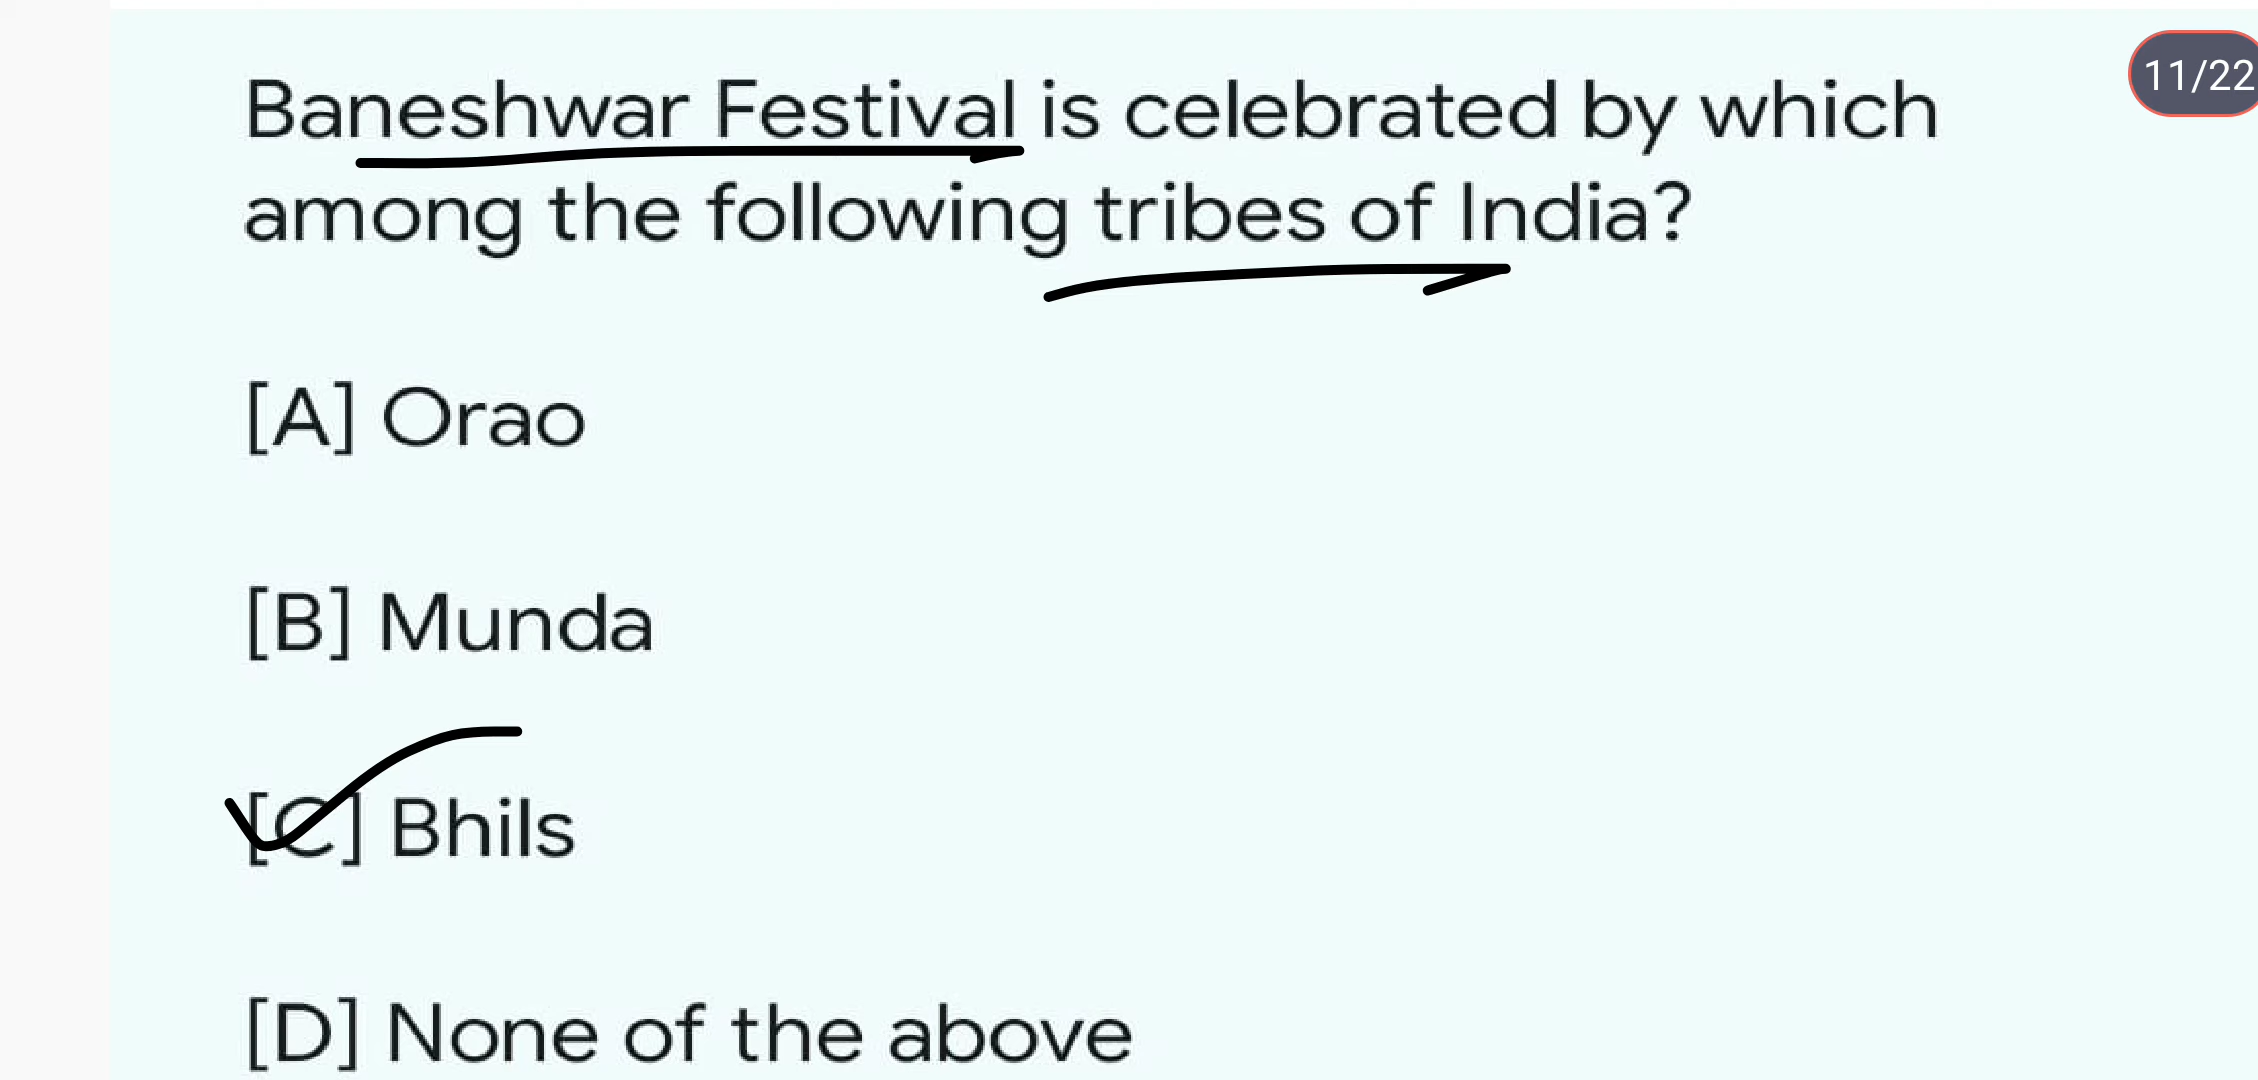 11/22
Baneshwar Festival is celebrated by which
among the following tribes of India?
[A] Orao
[B] Munda
[C] Bhils
[D] None of the above